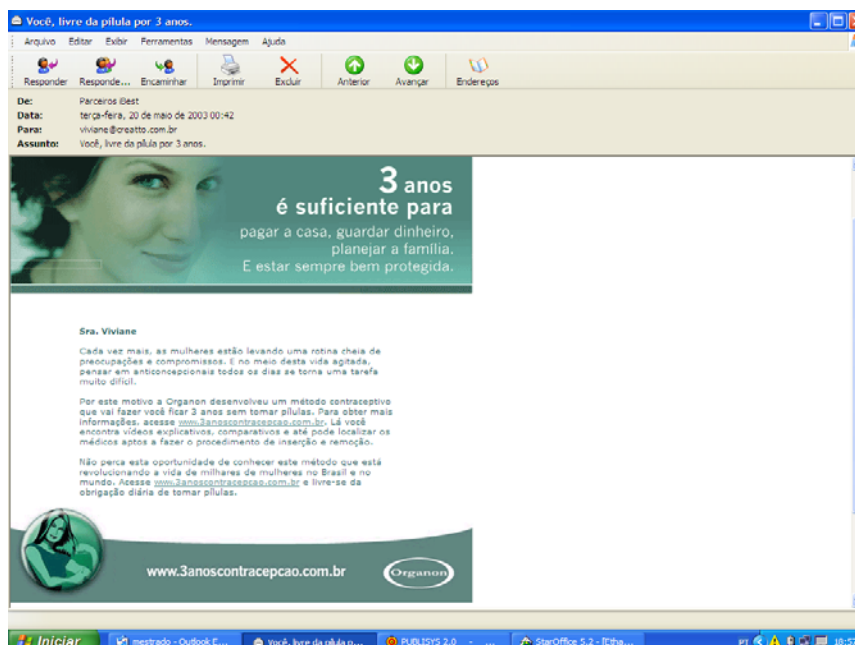 Você, livre da pílula por 3 anos.
Arquivo Editar Exibir Ferramentas Mensagem Ajuda
Responder Responde... Encaminhar Imprimir Excluir Anterior Avançar Endereços
De: Parceiros iBest
Data: terça-feira, 20 de maio de 2003 00:42
Para: viviane@creatto.com.br
Assunto: Você, livre da pílula por 3 anos.
3 anos
é suficiente para
pagar a casa, guardar dinheiro,
planejar a família.
E estar sempre bem protegida.
Sra. Viviane
Cada vez mais, as mulheres estão levando uma rotina cheia de
preocupações e compromissos. E no meio desta vida agitada,
pensar em anticoncepcionais todos os dias se torna uma tarefa
muito difícil.
Por este motivo a Organon desenvolveu um método contraceptivo
que vai fazer você ficar 3 anos sem tomar pílulas. Para obter mais
informações, acesse www.3anoscontracepcao.com.br. Lá você
encontra vídeos explicativos, comparativos e até pode localizar os
médicos aptos a fazer o procedimento de inserção e remoção.
Não perca esta oportunidade de conhecer este método que está
revolucionando a vida de milhares de mulheres no Brasil e no
mundo. Acesse www.3anoscontracepcao.com.br e livre-se da
obrigação diária de tomar pílulas.
www.3anoscontracepcao.com.br Organon
Iniciar mestrado - Outlook E... Você, livre da pílula p... PUBLISYS 2.0 - ... StarOffice 5.2 - [Etha... PT 10:57